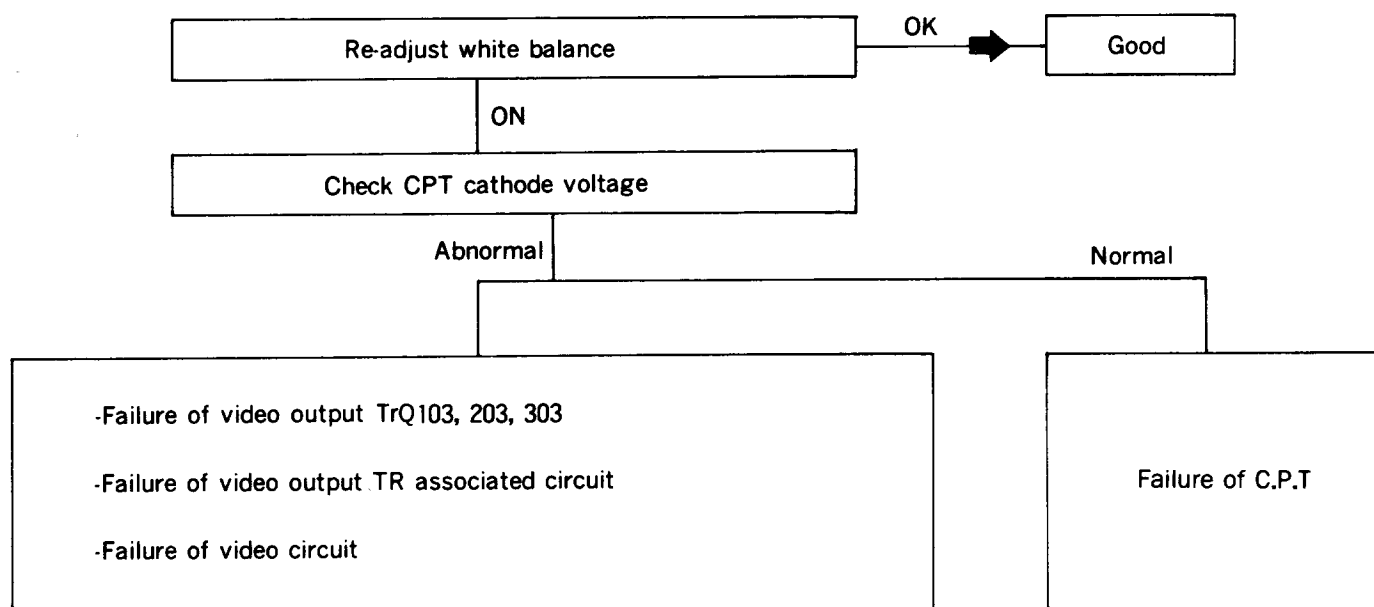 Re-adjust white balance
OK
Good
ON
Check CPT cathode voltage
Abnormal
Normal
-Failure of video output TrQ103, 203, 303
-Failure of video output TR associated circuit
-Failure of video circuit
Failure of C.P.T